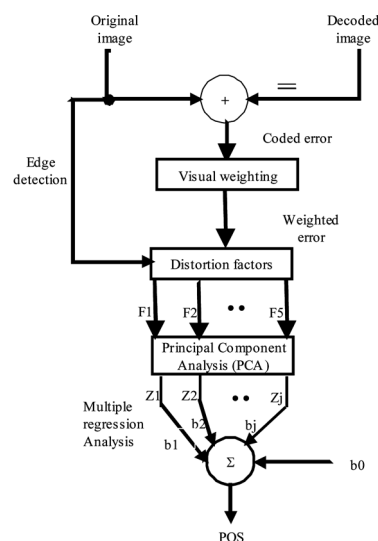 Original
image
Decoded
image
+
=
Coded error
Edge
detection
Visual weighting
Weighted
error
Distortion factors
F1
F2
••
F5
Principal Component
Analysis (PCA)
Z1
Z2
••
Zj
Multiple
regression
Analysis
b1
b2
bj
Σ
b0
POS